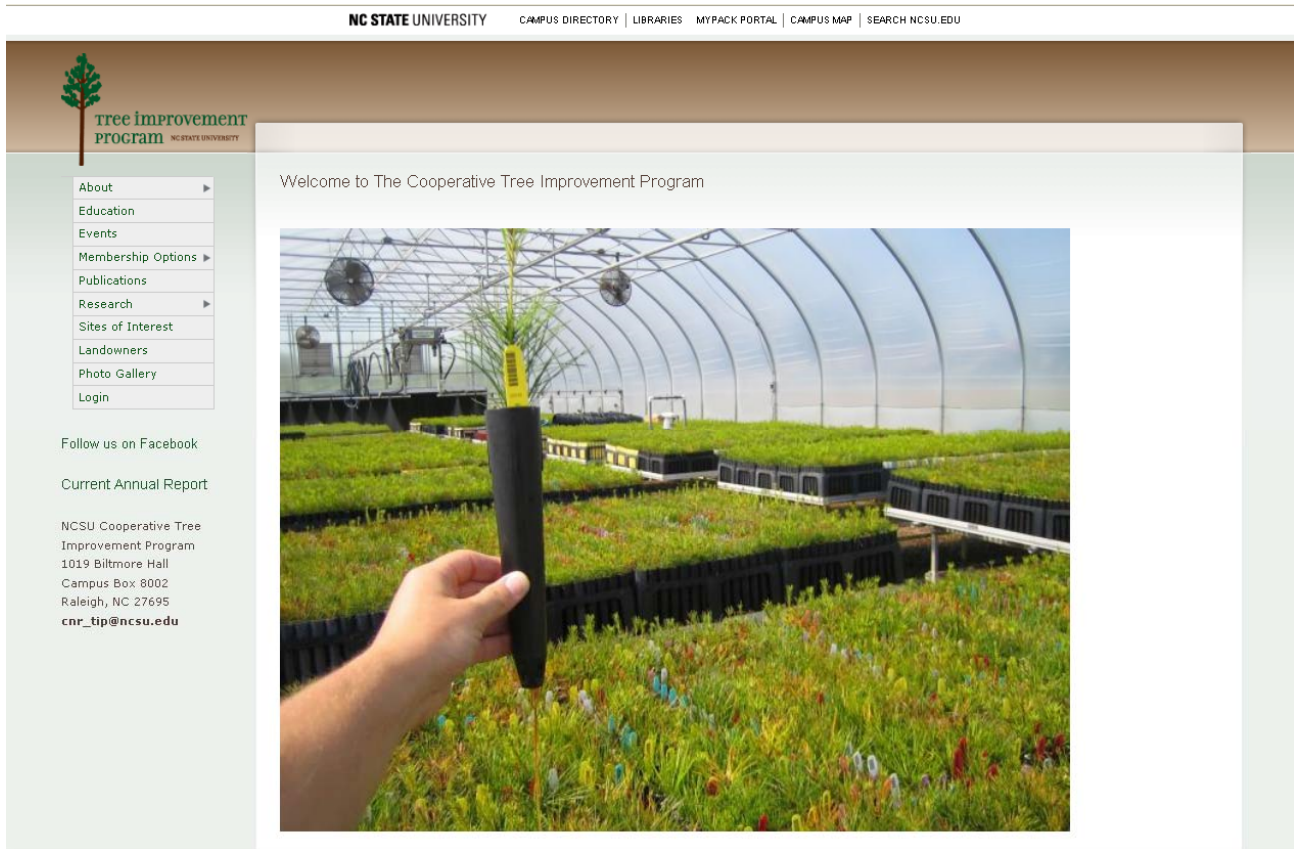 NC STATE UNIVERSITY
CAMPUS DIRECTORY
LIBRARIES
MYPACK PORTAL
CAMPUS MAP
SEARCH NCSU.EDU
Tree Improvement
Program NC STATE UNIVERSITY
About
Education
Events
Membership Options
Publications
Research
Sites of Interest
Landowners
Photo Gallery
Login
Follow us on Facebook
Current Annual Report
NCSU Cooperative Tree
Improvement Program
1019 Biltmore Hall
Campus Box 8002
Raleigh, NC 27695
cnr_tip@ncsu.edu
Welcome to The Cooperative Tree Improvement Program